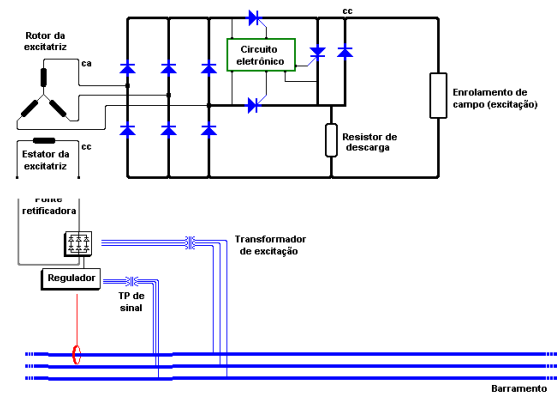 cc
Rotor da
excitatriz
ca
Circuito
eletrônico
Enrolamento de
campo (excitação)
Resistor de
descarga
cc
Estator da
excitatriz
Fonte
retificadora
Transformador
de excitação
Regulador
TP de
sinal
Barramento